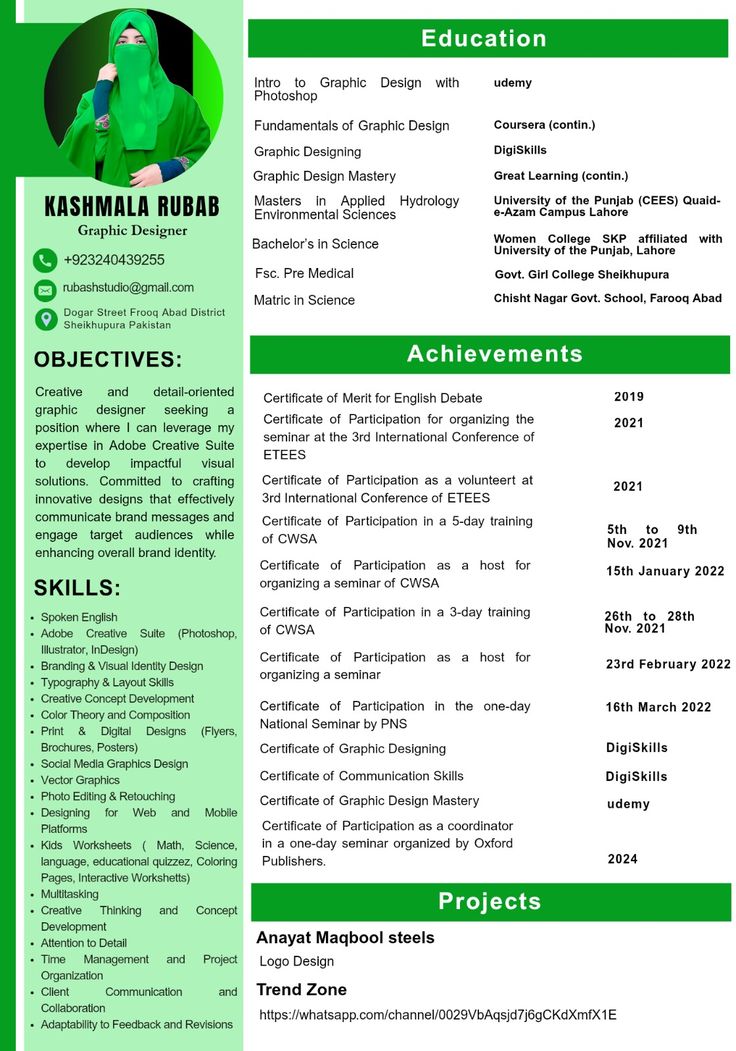 KASHMALA RUBAB
Graphic Designer
+923240439255
rubashstudio@gmail.com
Dogar Street Frooq Abad District
Sheikhupura Pakistan
OBJECTIVES:
Creative and detail-oriented
graphic designer seeking a
position where I can leverage my
expertise in Adobe Creative Suite
to develop impactful visual
solutions. Committed to crafting
innovative designs that effectively
communicate brand messages and
engage target audiences while
enhancing overall brand identity.
SKILLS:
• Spoken English
• Adobe Creative Suite (Photoshop,
Illustrator, InDesign)
• Branding & Visual Identity Design
• Typography & Layout Skills
• Creative Concept Development
• Color Theory and Composition
• Print & Digital Designs (Flyers,
Brochures, Posters)
• Social Media Graphics Design
• Vector Graphics
• Photo Editing & Retouching
• Designing for Web and Mobile
Platforms
• Kids Worksheets ( Math, Science,
language, educational quizzez, Coloring
Pages, Interactive Workshetts)
• Multitasking
• Creative Thinking and Concept
Development
• Attention to Detail
• Time Management and Project
Organization
• Client Communication and
Collaboration
• Adaptability to Feedback and Revisions
Education
Intro to Graphic Design with
Photoshop
udemy
Fundamentals of Graphic Design
Coursera (contin.)
Graphic Designing
DigiSkills
Graphic Design Mastery
Great Learning (contin.)
Masters in Applied Hydrology
Environmental Sciences
University of the Punjab (CEES) Quaid-
e-Azam Campus Lahore
Bachelor's in Science
Women College SKP affiliated with
University of the Punjab, Lahore
Fsc. Pre Medical
Govt. Girl College Sheikhupura
Matric in Science
Chisht Nagar Govt. School, Farooq Abad
Achievements
Certificate of Merit for English Debate
2019
Certificate of Participation for organizing the
seminar at the 3rd International Conference of
ETEES
2021
Certificate of Participation as a volunteert at
3rd International Conference of ETEES
2021
Certificate of Participation in a 5-day training
of CWSA
5th to 9th
Nov. 2021
Certificate of Participation as a host for
organizing a seminar of CWSA
15th January 2022
Certificate of Participation in a 3-day training
of CWSA
26th to 28th
Nov. 2021
Certificate of Participation as a host for
organizing a seminar
23rd February 2022
Certificate of Participation in the one-day
National Seminar by PNS
16th March 2022
Certificate of Graphic Designing
DigiSkills
Certificate of Communication Skills
DigiSkills
Certificate of Graphic Design Mastery
udemy
Certificate of Participation as a coordinator
in a one-day seminar organized by Oxford
Publishers.
2024
Projects
Anayat Maqbool steels
Logo Design
Trend Zone
https://whatsapp.com/channel/0029VbAqsjd7j6gCKdXmfX1E